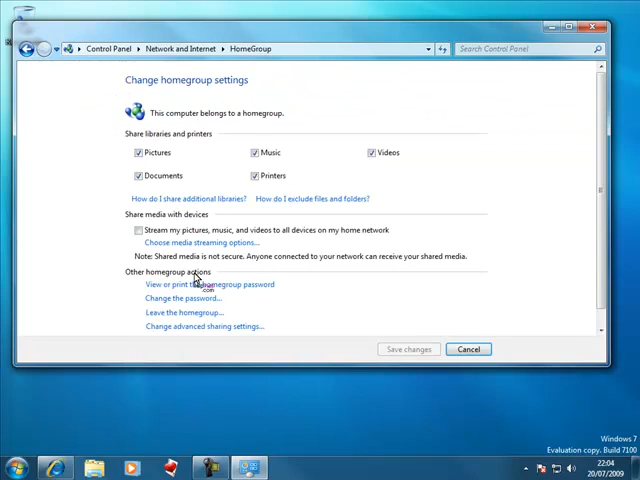 Control Panel Network and Internet HomeGroup Search Control Panel
Change homegroup settings
This computer belongs to a homegroup.
Share libraries and printers
Pictures Music Videos
Documents Printers
How do I share additional libraries? How do I exclude files and folders?
Share media with devices
Stream my pictures, music, and videos to all devices on my home network
Choose media streaming options...
Note: Shared media is not secure. Anyone connected to your network can receive your shared media.
Other homegroup actions
View or print the homegroup password
.com
Change the password...
Leave the homegroup...
Change advanced sharing settings...
Save changes Cancel
Windows 7
Evaluation copy. Build 7100
22:04
20/07/2009